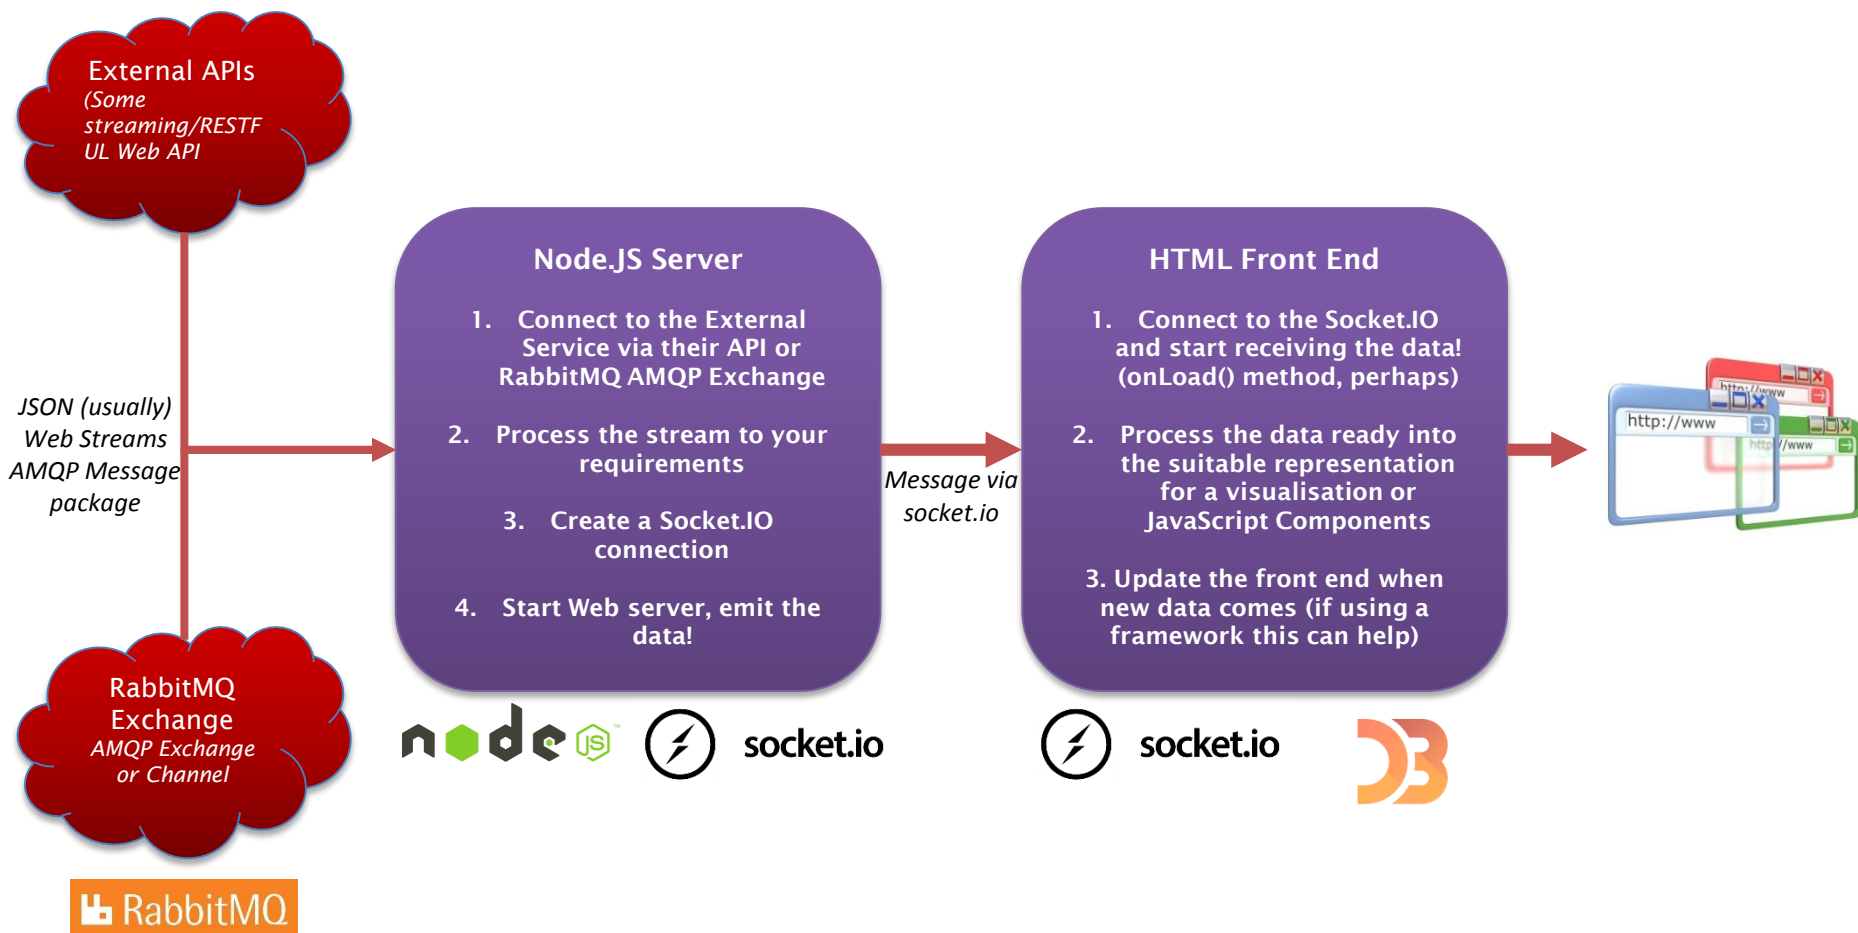 External APIs
(Some
streaming/RESTF
UL Web API
JSON (usually)
Web Streams
AMQP Message
package
RabbitMQ
Exchange
AMQP Exchange
or Channel
RabbitMQ
Node.JS Server
1. Connect to the External
Service via their API or
RabbitMQ AMQP Exchange
2. Process the stream to your
requirements
3. Create a Socket.IO
connection
4. Start Web server, emit the
data!
node JS ™
socket.io
Message via
socket.io
HTML Front End
1. Connect to the Socket.IO
and start receiving the data!
(onLoad() method, perhaps)
2. Process the data ready into
the suitable representation
for a visualisation or
JavaScript Components
3. Update the front end when
new data comes (if using a
framework this can help)
socket.io
D3
http://www
http://www
//www